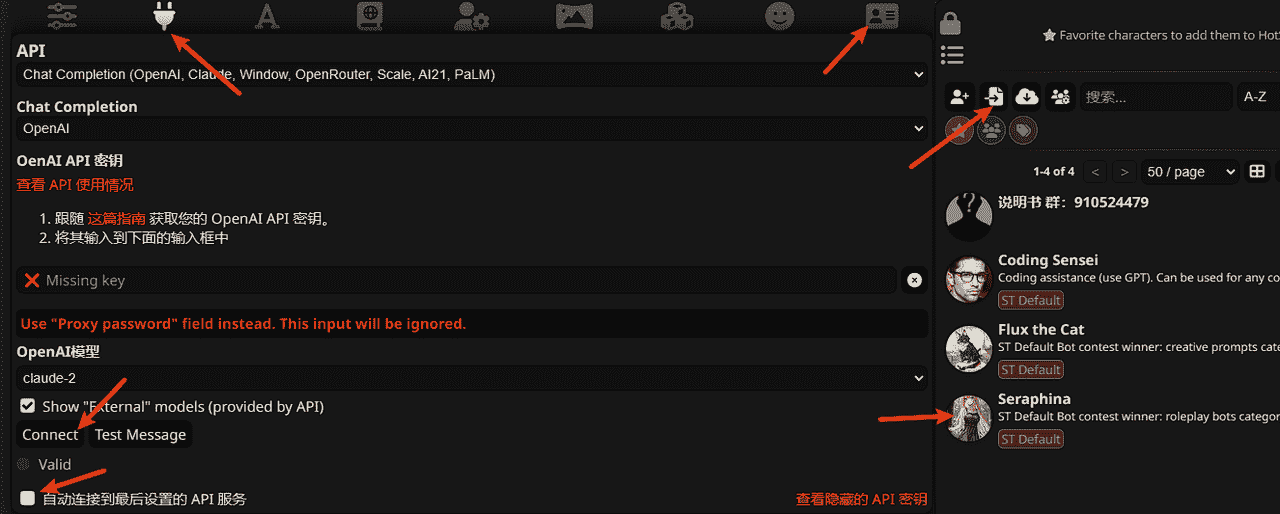 API
Chat Completion (OpenAI, Claude, Window, OpenRouter, Scale, AI21, PaLM)
Chat Completion
OpenAI
OenAI API 密钥
查看 API 使用情况
1. 跟随 这篇指南 获取您的 OpenAI API 密钥。
2. 将其输入到下面的输入框中
Missing key
Use "Proxy password" field instead. This input will be ignored.
OpenAI模型
claude-2
Show "External" models (provided by API)
Connect
Test Message
Valid
自动连接到最后设置的 API 服务
查看隐藏的 API 密钥
Favorite characters to add them to HotS
搜索...
A-Z
1-4 of 4 < > 50 / page
说明书 群：910524479
Coding Sensei
Coding assistance (use GPT). Can be used for any co
ST Default
Flux the Cat
ST Default Bot contest winner: creative prompts cate
ST Default
Seraphina
ST Default Bot contest winner: roleplay bots categor
ST Default